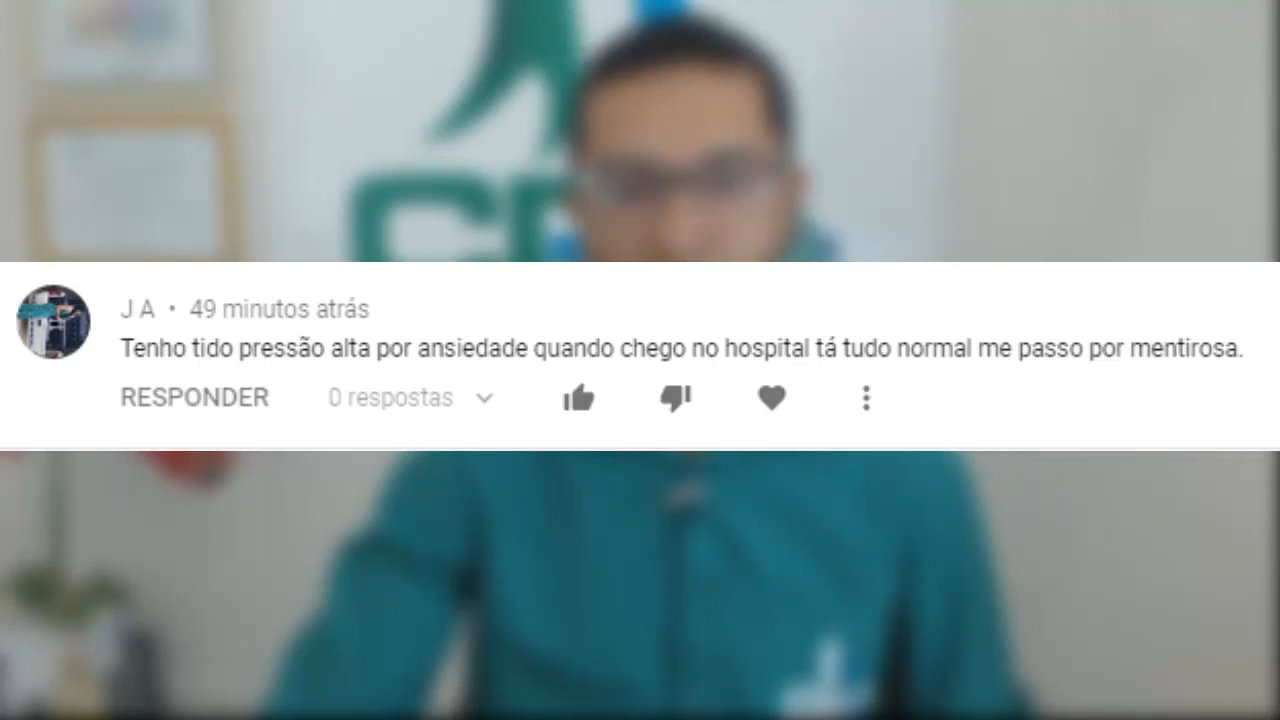 J A • 49 minutos atrás
Tenho tido pressão alta por ansiedade quando chego no hospital tá tudo normal me passo por mentirosa.
RESPONDER 0 respostas